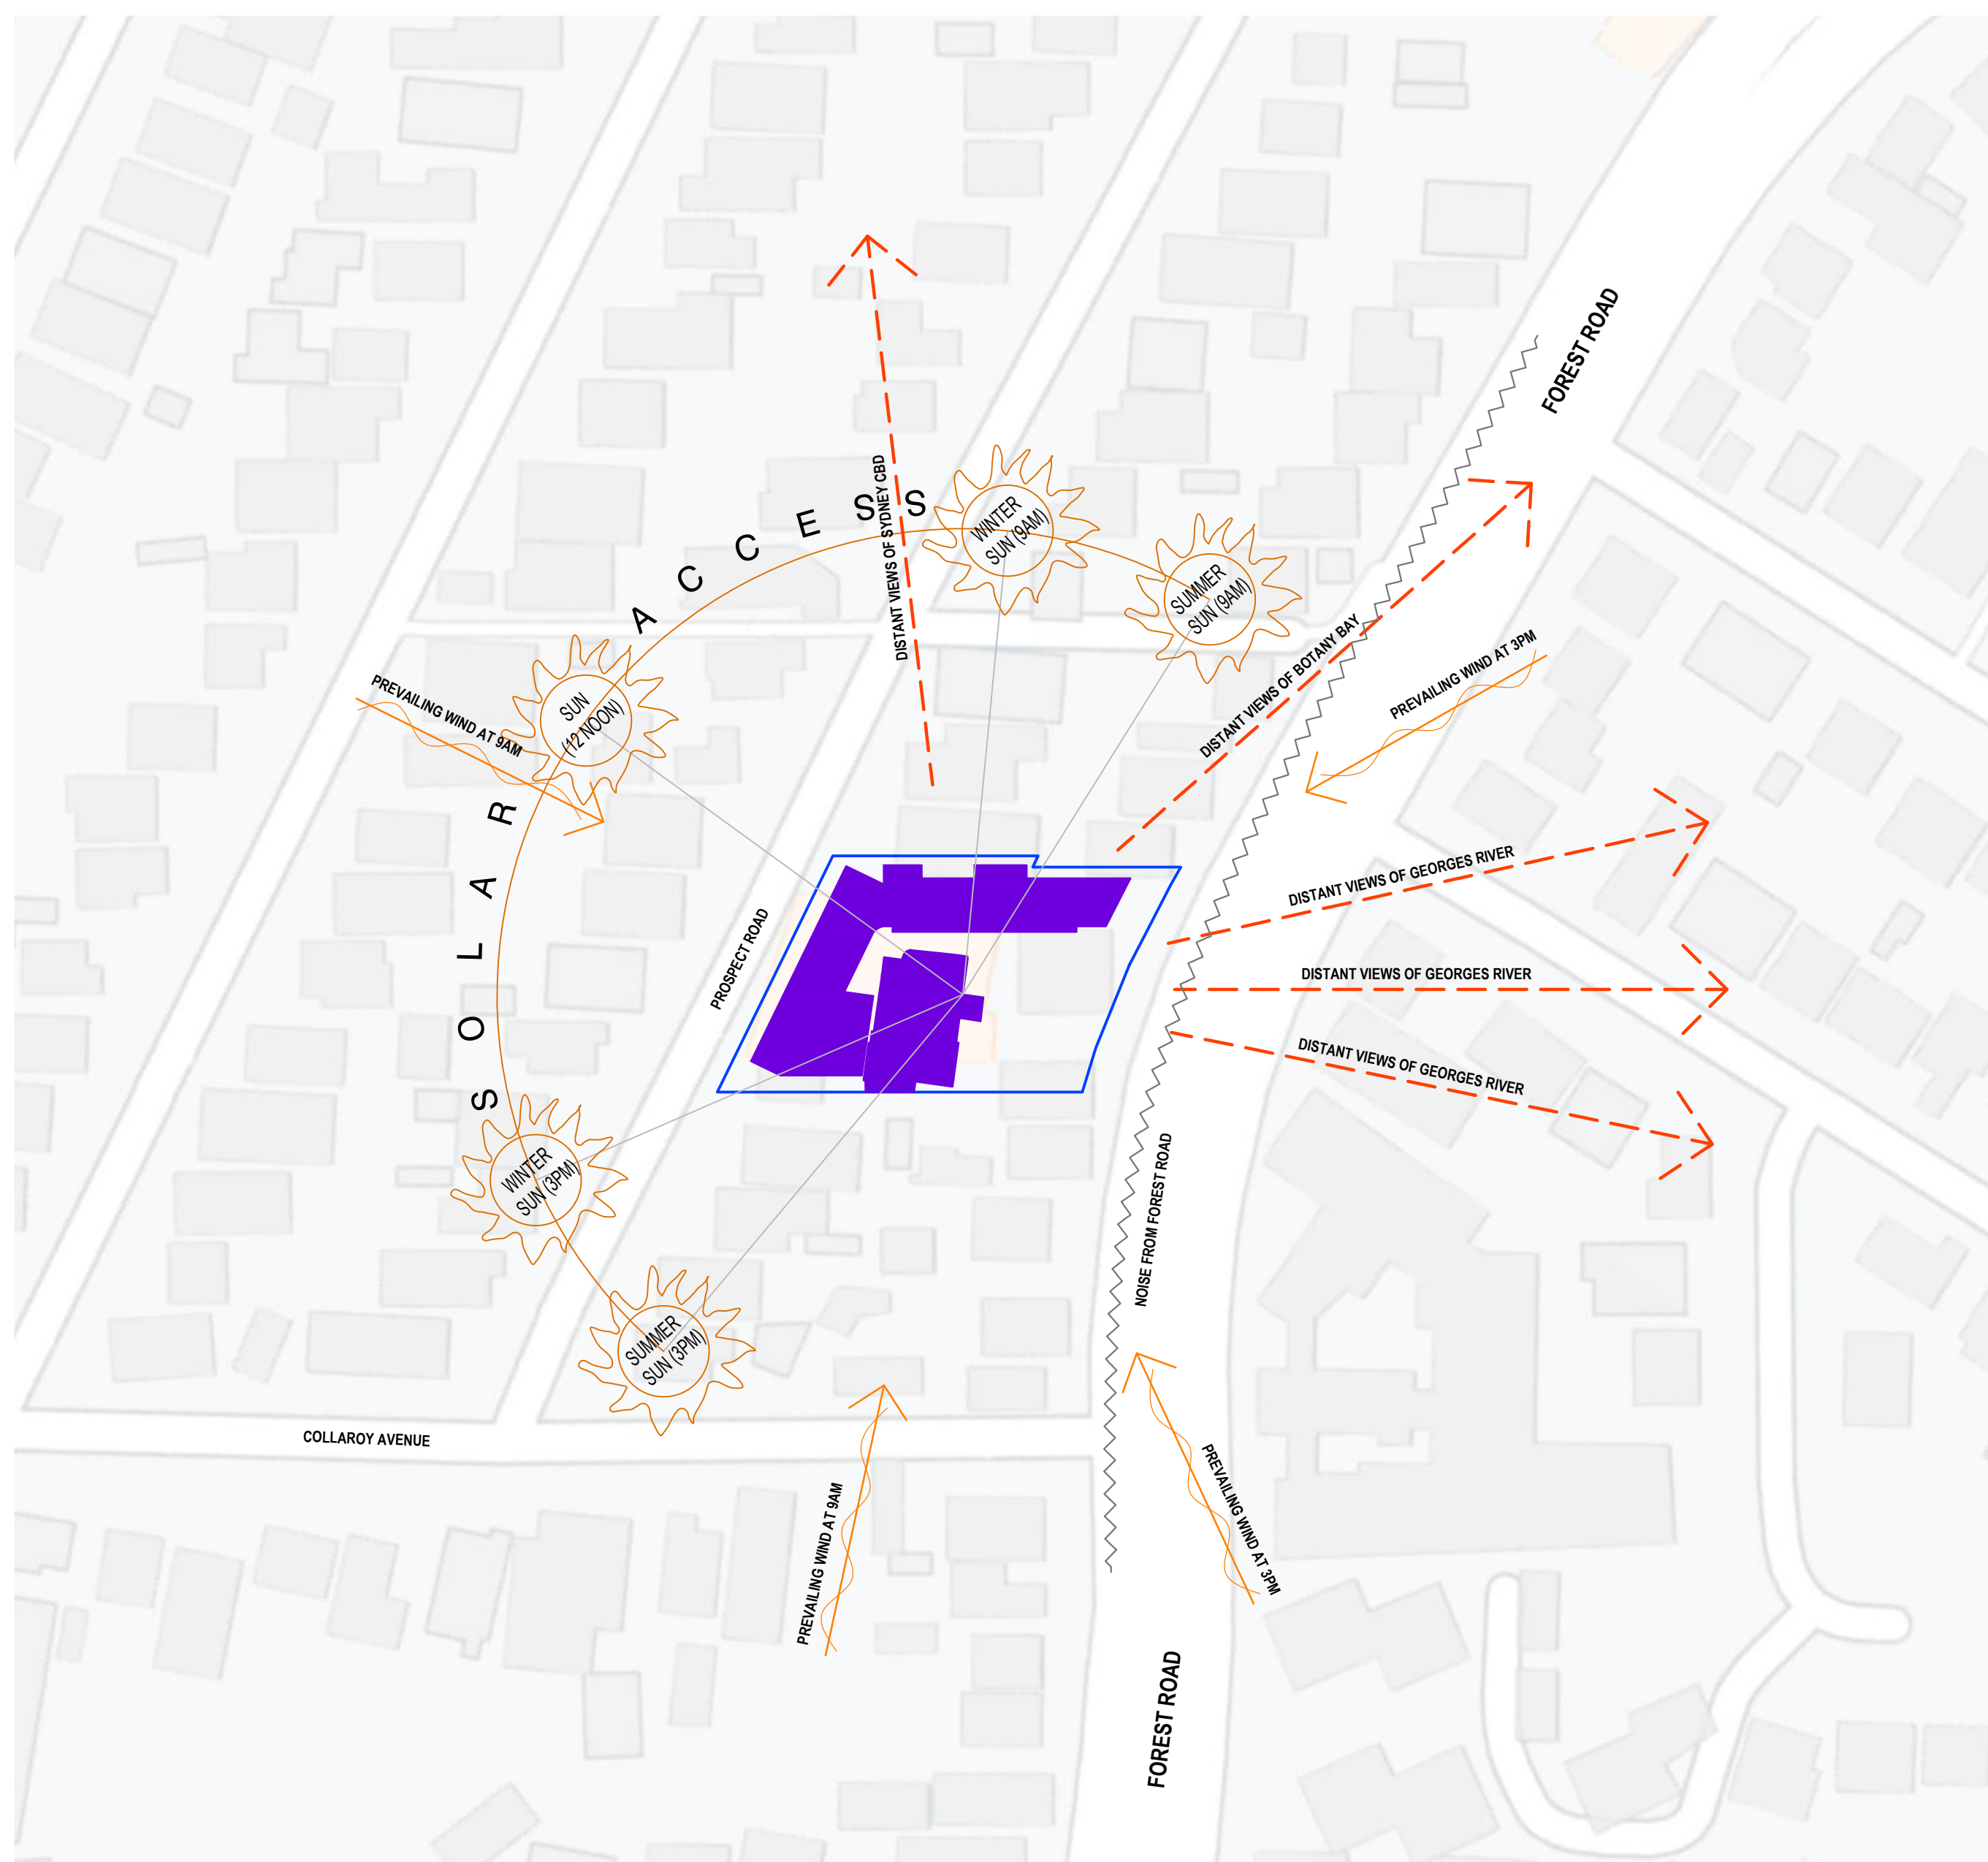 FOREST ROAD
DISTANT VIEWS OF SYDNEY CBD
SOLAR ACCESS
WINTER
SUN (9AM)
SUMMER
SUN (9AM)
DISTANT VIEWS OF BOTANY BAY
PREVAILING WIND AT 3PM
PREVAILING WIND AT 9AM
SUN
(12 NOON)
DISTANT VIEWS OF GEORGES RIVER
PROSPECT ROAD
DISTANT VIEWS OF GEORGES RIVER
DISTANT VIEWS OF GEORGES RIVER
WINTER
SUN (3PM)
NOISE FROM FOREST ROAD
SUMMER
SUN (3PM)
COLLAROY AVENUE
PREVAILING WIND AT 9AM
PREVAILING WIND AT 3PM
FOREST ROAD